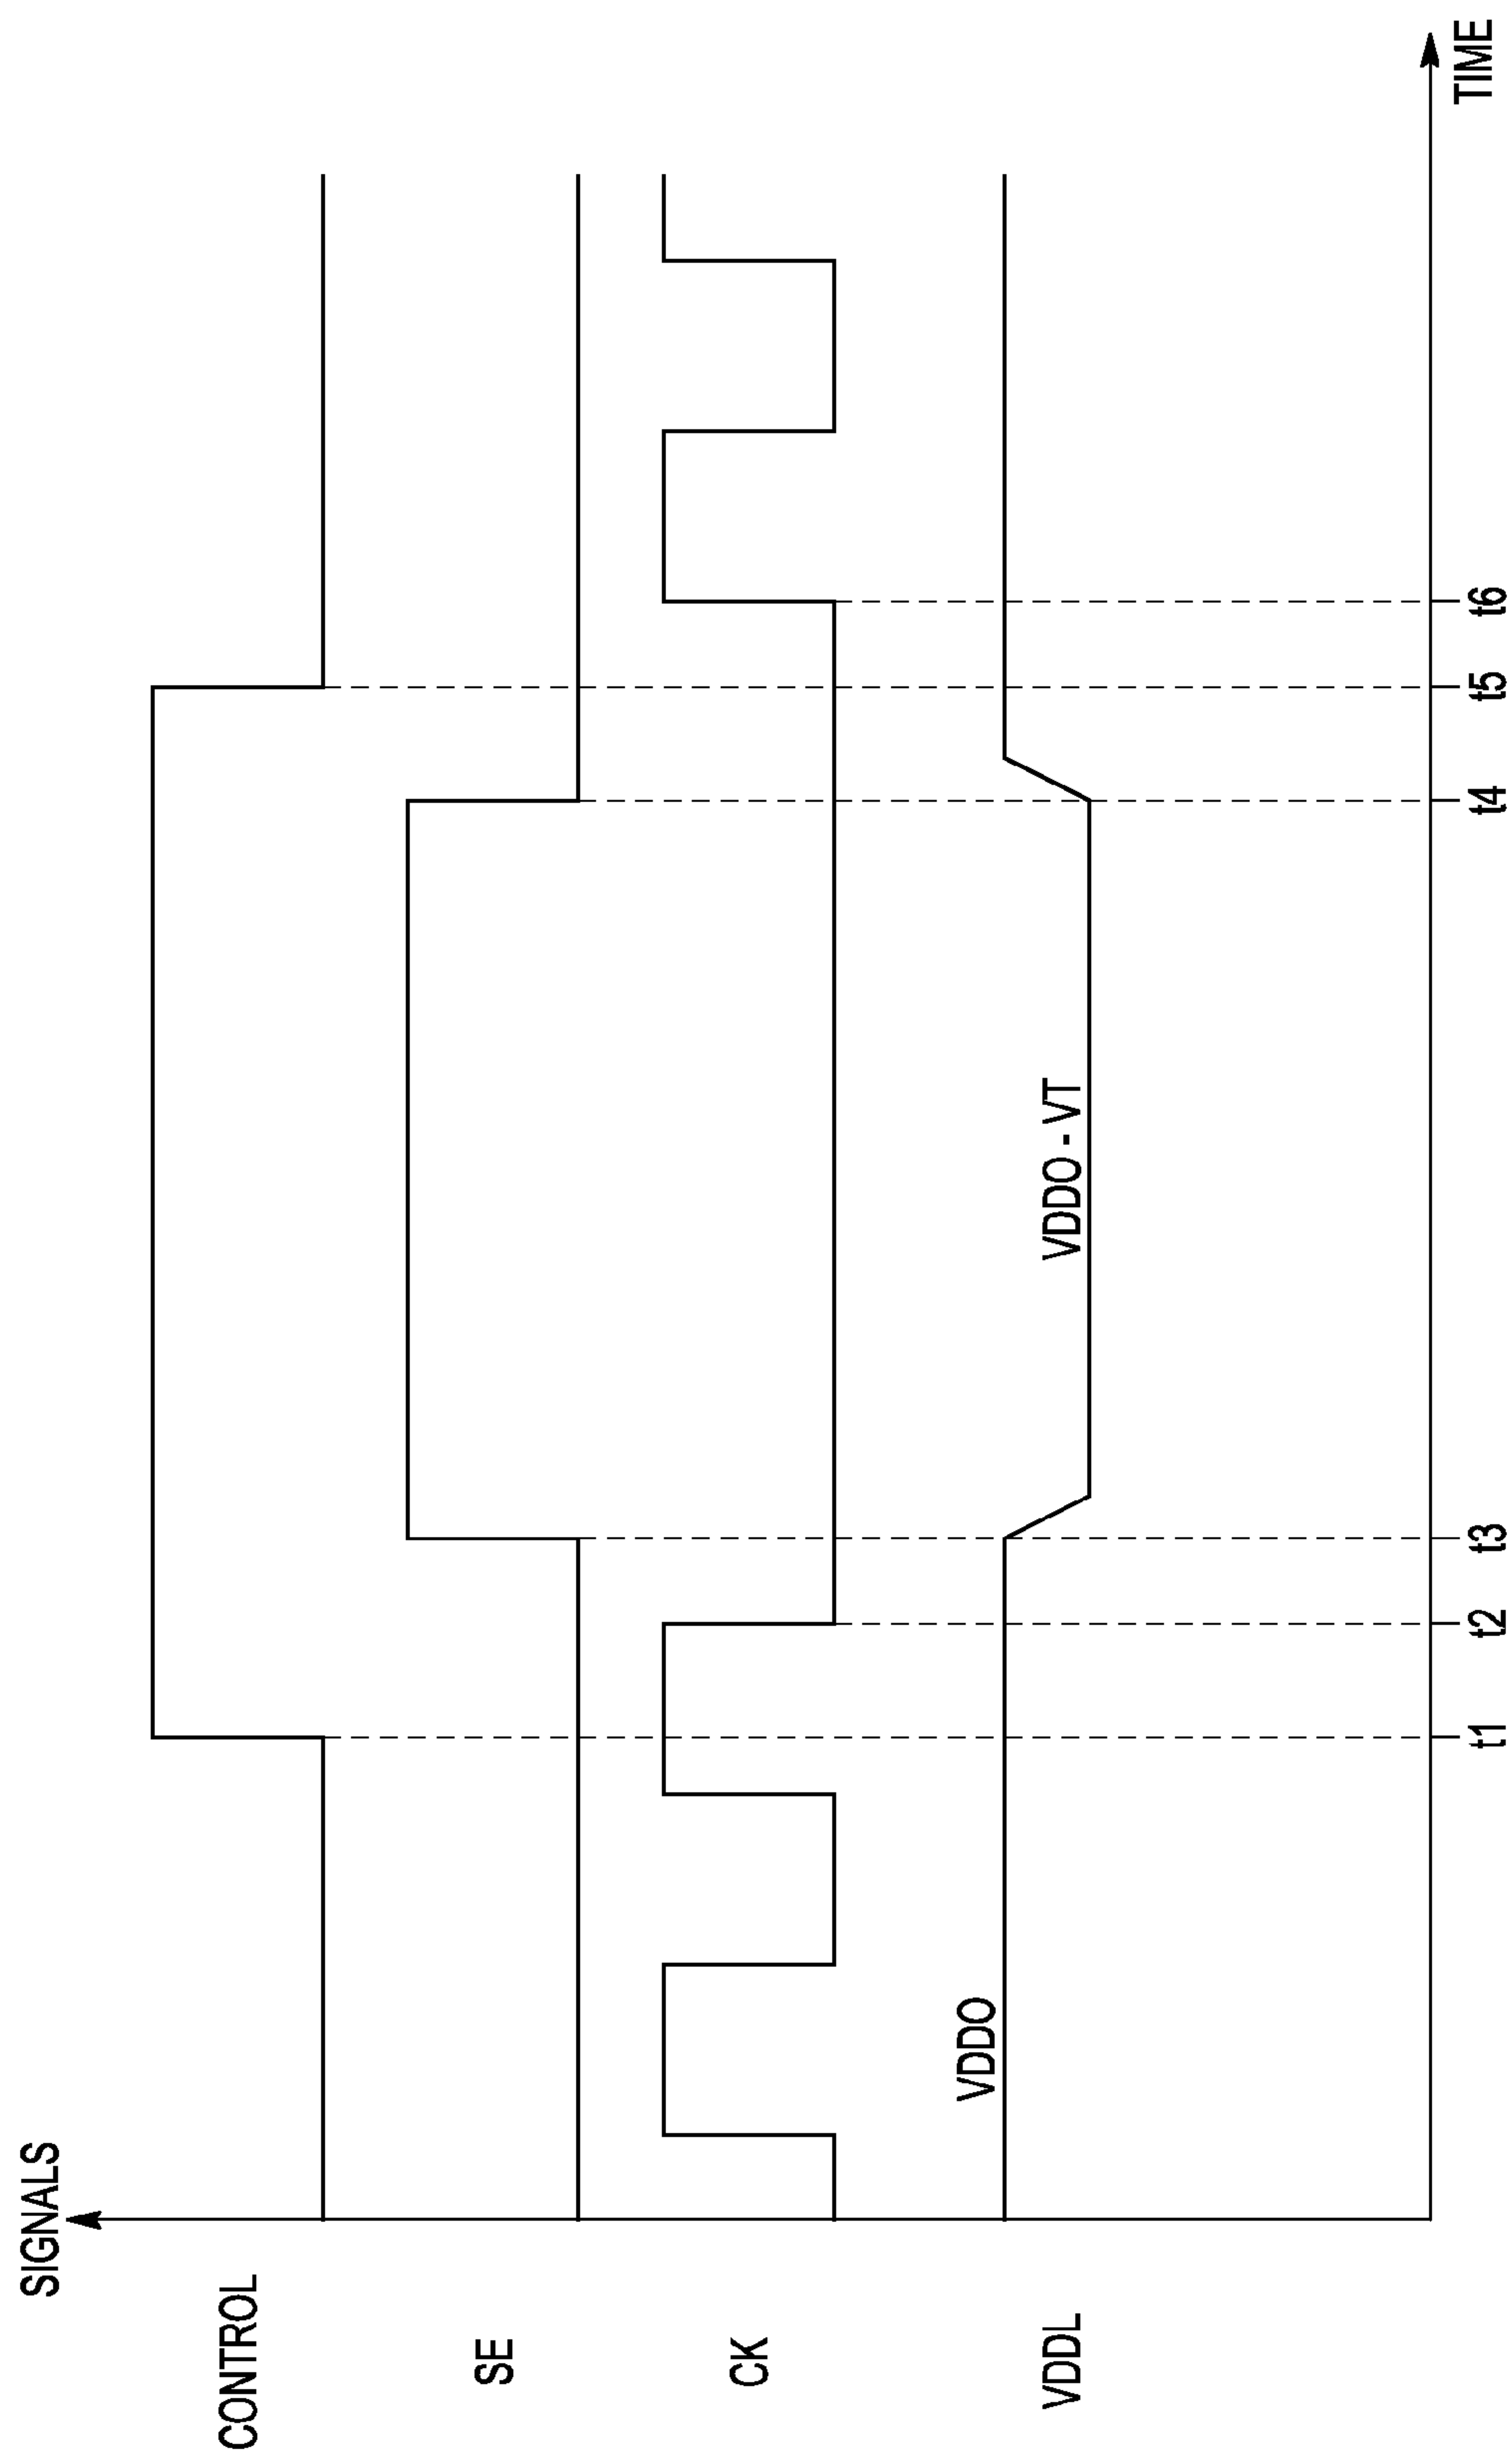 SIGNALS
CONTROL
SE
CK
VDDO
VDDL
VDDO - VT
t1
t2
t3
t4
t5
t6
TIME